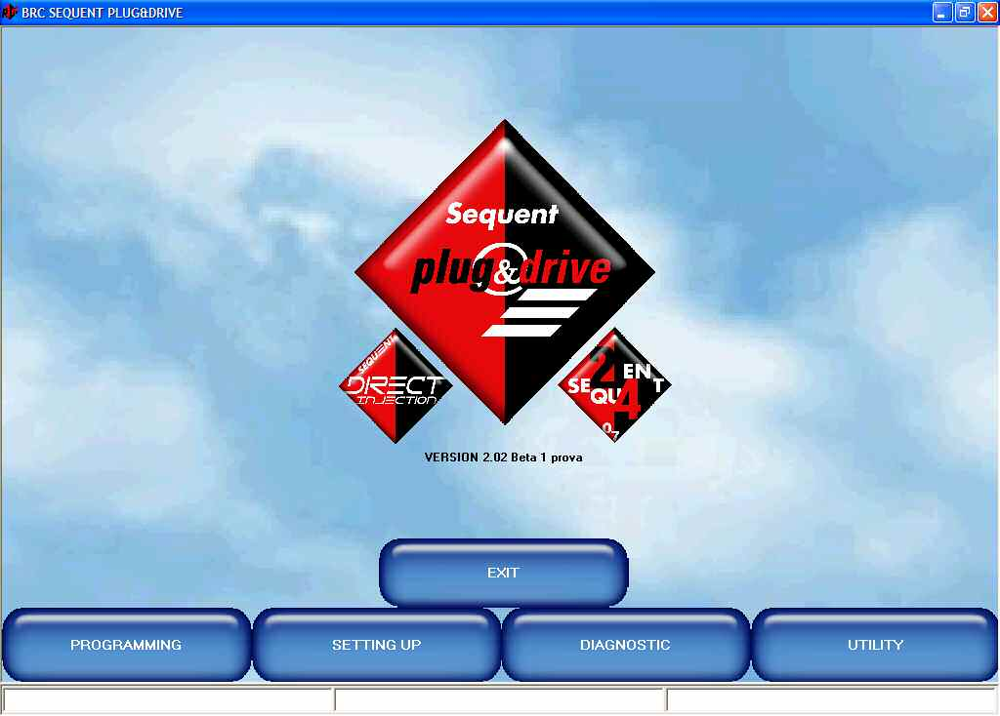 BRC SEQUENT PLUG&DRIVE
Sequent
plug&drive
SEQUENT
DIRECT
INJECTION
SEQUENT
24
07
VERSION 2.02 Beta 1 prova
EXIT
PROGRAMMING
SETTING UP
DIAGNOSTIC
UTILITY